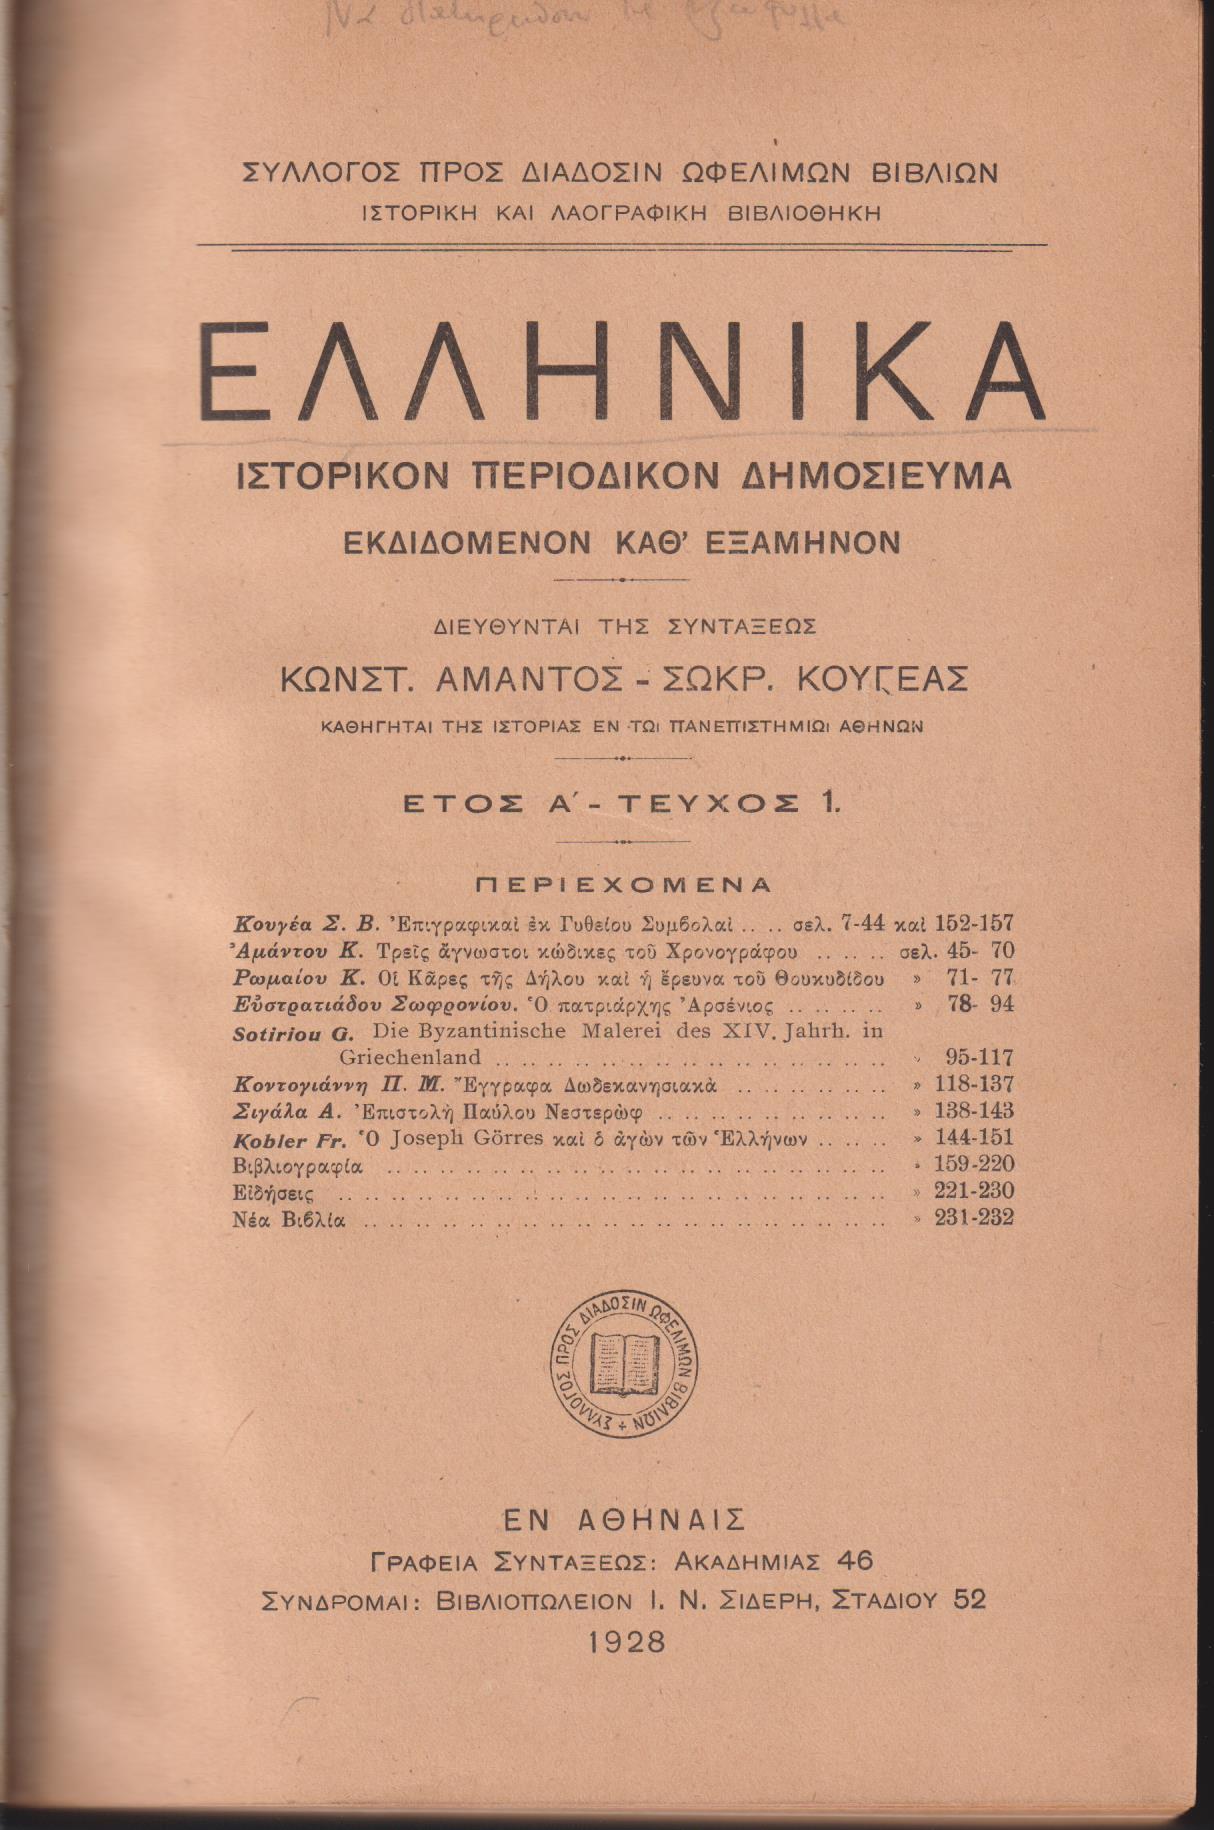 ΣΥΛΛΟΓΟΣ ΠΡΟΣ ΔΙΑΔΟΣΙΝ ΩΦΕΛΙΜΩΝ ΒΙΒΛΙΩΝ
ΙΣΤΟΡΙΚΗ ΚΑΙ ΛΑΟΓΡΑΦΙΚΗ ΒΙΒΛΙΟΘΗΚΗ
ΕΛΛΗΝΙΚΑ
ΙΣΤΟΡΙΚΟΝ ΠΕΡΙΟΔΙΚΟΝ ΔΗΜΟΣΙΕΥΜΑ
ΕΚΔΙΔΟΜΕΝΟΝ ΚΑΘ' ΕΞΑΜΗΝΟΝ
ΔΙΕΥΘΥΝΤΑΙ ΤΗΣ ΣΥΝΤΑΞΕΩΣ
ΚΩΝΣΤ. ΑΜΑΝΤΟΣ - ΣΩΚΡ. ΚΟΥΓΕΑΣ
ΚΑΘΗΓΗΤΑΙ ΤΗΣ ΙΣΤΟΡΙΑΣ ΕΝ ΤΩΙ ΠΑΝΕΠΙΣΤΗΜΙΩΙ ΑΘΗΝΩΝ
ΕΤΟΣ Α΄ - ΤΕΥΧΟΣ 1.
ΠΕΡΙΕΧΟΜΕΝΑ
Κουγέα Σ. Β. Ἐπιγραφικαὶ ἐκ Γυθείου Συμβολαὶ .. .. σελ. 7-44 καὶ 152-157
Ἀμάντου Κ. Τρεῖς ἄγνωστοι κώδικες τοῦ Χρονογράφου .. .. .. σελ. 45- 70
Ρωμαίου Κ. Οἱ Κᾶρες τῆς Δήλου καὶ ἡ ἔρευνα τοῦ Θουκυδίδου » 71- 77
Εὐστρατιάδου Σωφρονίου. Ὁ πατριάρχης Ἀρσένιος .. .. .. .. » 78- 94
Sotiriou G. Die Byzantinische Malerei des XIV. Jahrh. in
Griechenland .. .. .. .. .. .. .. .. .. .. .. .. .. .. .. » 95-117
Κοντογιάννη Π. Μ. Ἔγγραφα Δωδεκανησιακὰ .. .. .. .. .. .. » 118-137
Σιγάλα Α. Ἐπιστολὴ Παύλου Νεστερὼφ .. .. .. .. .. .. .. .. .. » 138-143
Kobler Fr. Ὁ Joseph Görres καὶ ὁ ἀγὼν τῶν Ἑλλήνων .. .. .. » 144-151
Βιβλιογραφία .. .. .. .. .. .. .. .. .. .. .. .. .. .. .. .. .. .. .. » 159-220
Εἰδήσεις .. .. .. .. .. .. .. .. .. .. .. .. .. .. .. .. .. .. .. .. .. » 221-230
Νέα Βιβλία .. .. .. .. .. .. .. .. .. .. .. .. .. .. .. .. .. .. .. .. » 231-232
ΣΥΛΛΟΓΟΣ ΠΡΟΣ ΔΙΑΔΟΣΙΝ ΩΦΕΛΙΜΩΝ ΒΙΒΛΙΩΝ
ΕΝ ΑΘΗΝΑΙΣ
ΓΡΑΦΕΙΑ ΣΥΝΤΑΞΕΩΣ: ΑΚΑΔΗΜΙΑΣ 46
ΣΥΝΔΡΟΜΑΙ: ΒΙΒΛΙΟΠΩΛΕΙΟΝ Ι. Ν. ΣΙΔΕΡΗ, ΣΤΑΔΙΟΥ 52
1928